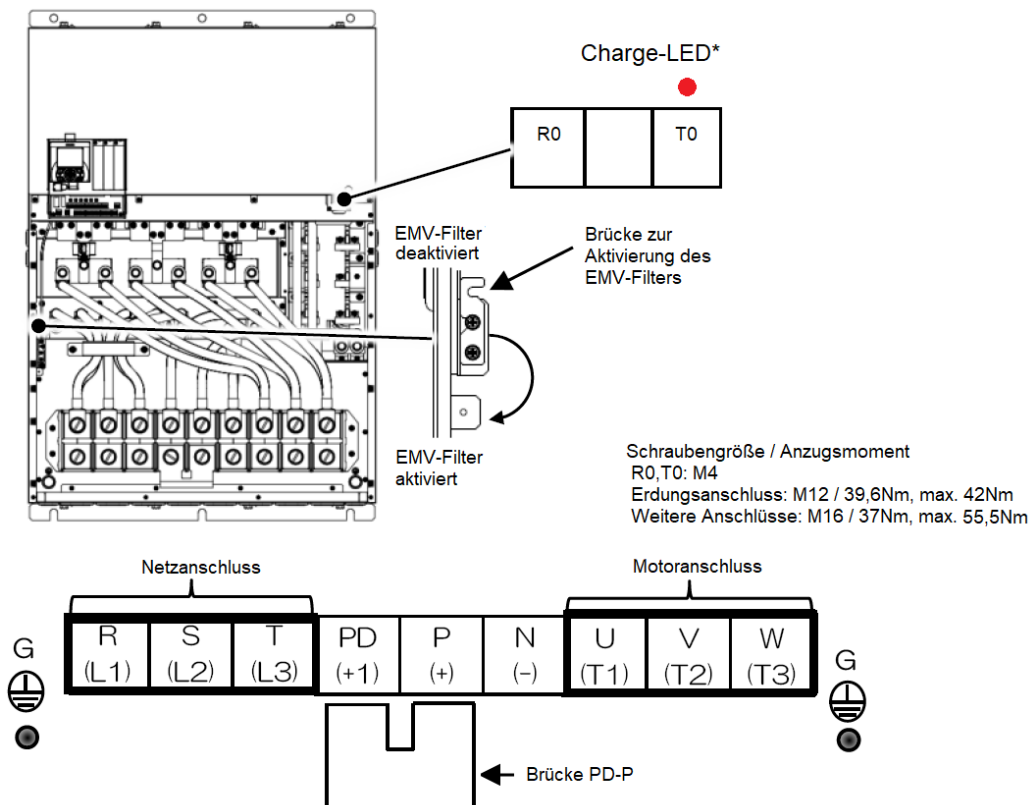 Charge-LED*
R0
T0
EMV-Filter
deaktiviert
Brücke zur
Aktivierung des
EMV-Filters
EMV-Filter
aktiviert
Schraubengröße / Anzugsmoment
R0,T0: M4
Erdungsanschluss: M12 / 39,6Nm, max. 42Nm
Weitere Anschlüsse: M16 / 37Nm, max. 55,5Nm
Netzanschluss
Motoranschluss
G
R
(L1)
S
(L2)
T
(L3)
PD
(+1)
P
(+)
N
(-)
U
(T1)
V
(T2)
W
(T3)
G
Brücke PD-P